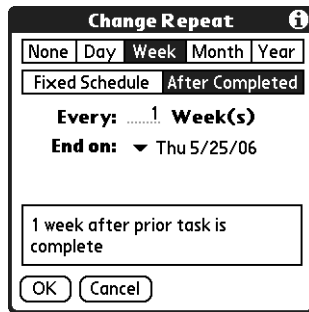 Change Repeat
None Day Week Month Year
Fixed Schedule After Completed
Every: 1 Week(s)
End on: Thu 5/25/06
1 week after prior task is
complete
OK Cancel